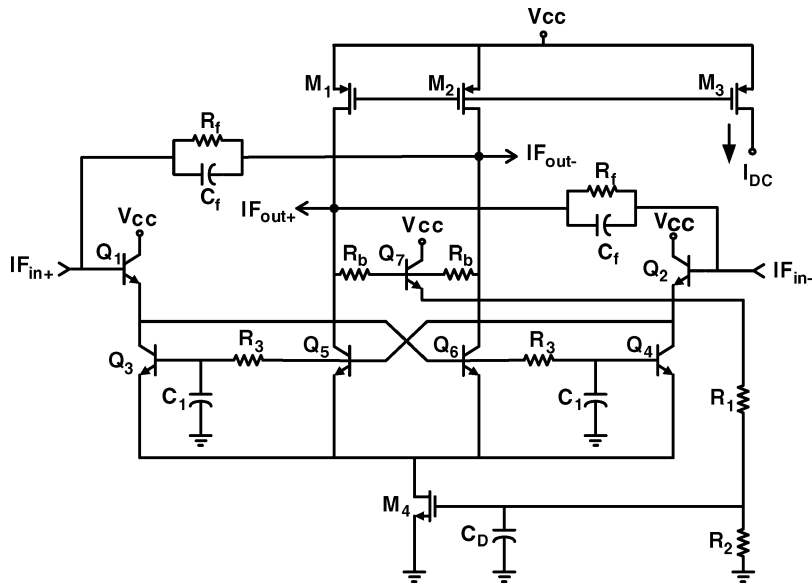 Vcc
M1 M2 M3
Rf
Cf
IFout-
IDC
Rf
Cf
IFout+
Vcc
Vcc
Vcc
Q1
Rb Q7 Rb
Q2
IFin+
IFin-
Q3 R3 Q5 Q6 R3 Q4
C1 C1
R1
M4
CD
R2